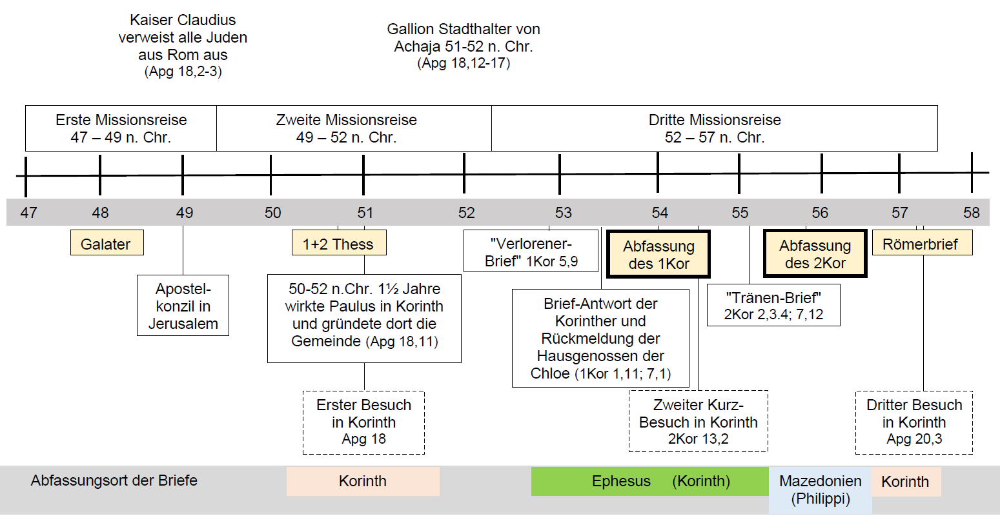 Kaiser Claudius
verweist alle Juden
aus Rom aus
(Apg 18,2-3)
Gallion Stadthalter von
Achaja 51-52 n. Chr.
(Apg 18,12-17)
Erste Missionsreise
47 – 49 n. Chr.
Zweite Missionsreise
49 – 52 n. Chr.
Dritte Missionsreise
52 – 57 n. Chr.
47 48 49 50 51 52 53 54 55 56 57 58
Galater
1+2 Thess
"Verlorener-
Brief" 1Kor 5,9
Abfassung
des 1Kor
Abfassung
des 2Kor
Römerbrief
Apostel-
konzil in
Jerusalem
50-52 n.Chr. 1½ Jahre
wirkte Paulus in Korinth
und gründete dort die
Gemeinde (Apg 18,11)
Brief-Antwort der
Korinther und
Rückmeldung der
Hausgenossen der
Chloe (1Kor 1,11; 7,1)
"Tränen-Brief"
2Kor 2,3.4; 7,12
Erster Besuch
in Korinth
Apg 18
Zweiter Kurz-
Besuch in Korinth
2Kor 13,2
Dritter Besuch
in Korinth
Apg 20,3
Abfassungsort der Briefe
Korinth
Ephesus (Korinth)
Mazedonien
(Philippi)
Korinth